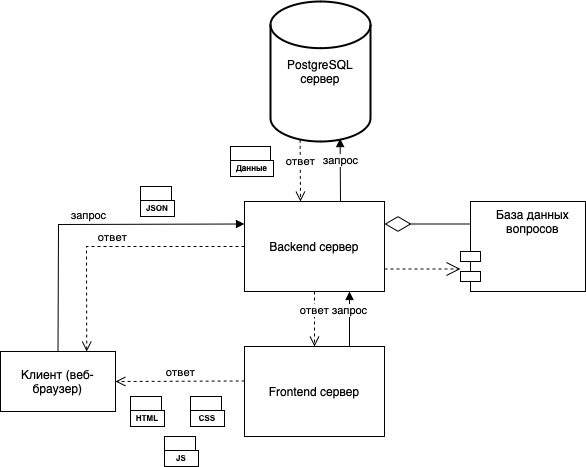 PostgreSQL
сервер
ответ
запрос
Данные
JSON
запрос
ответ
Backend сервер
База данных
вопросов
ответ запрос
Клиент (веб-
браузер)
ответ
Frontend сервер
HTML
CSS
JS